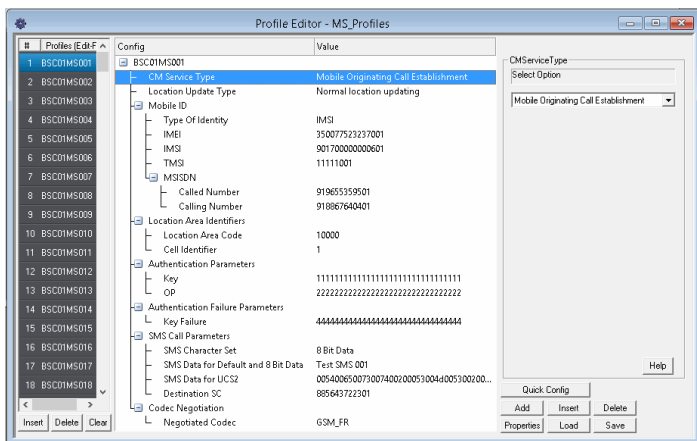 Profile Editor - MS_Profiles
# Profiles (Edit-F
1 BSC01MS001
2 BSC01MS002
3 BSC01MS003
4 BSC01MS004
5 BSC01MS005
6 BSC01MS006
7 BSC01MS007
8 BSC01MS008
9 BSC01MS009
10 BSC01MS010
11 BSC01MS011
12 BSC01MS012
13 BSC01MS013
14 BSC01MS014
15 BSC01MS015
16 BSC01MS016
17 BSC01MS017
18 BSC01MS018
Insert Delete Clear
Config Value
BSC01MS001
CM Service Type Mobile Originating Call Establishment
Location Update Type Normal location updating
Mobile ID
Type Of Identity IMSI
IMEI 350077523237001
IMSI 901700000000601
TMSI 11111001
MSISDN
Called Number 919655359501
Calling Number 918867640401
Location Area Identifiers
Location Area Code 10000
Cell Identifier 1
Authentication Parameters
Key 11111111111111111111111111111111
OP 22222222222222222222222222222222
Authentication Failure Parameters
Key Failure 44444444444444444444444444444444
SMS Call Parameters
SMS Character Set 8 Bit Data
SMS Data for Default and 8 Bit Data Test SMS 001
SMS Data for UCS2 005400650073007400200053004d005300200...
Destination SC 885643722301
Codec Negotiation
Negotiated Codec GSM_FR
CMServiceType
Select Option
Mobile Originating Call Establishment
Help
Quick Config
Add Insert Delete
Properties Load Save